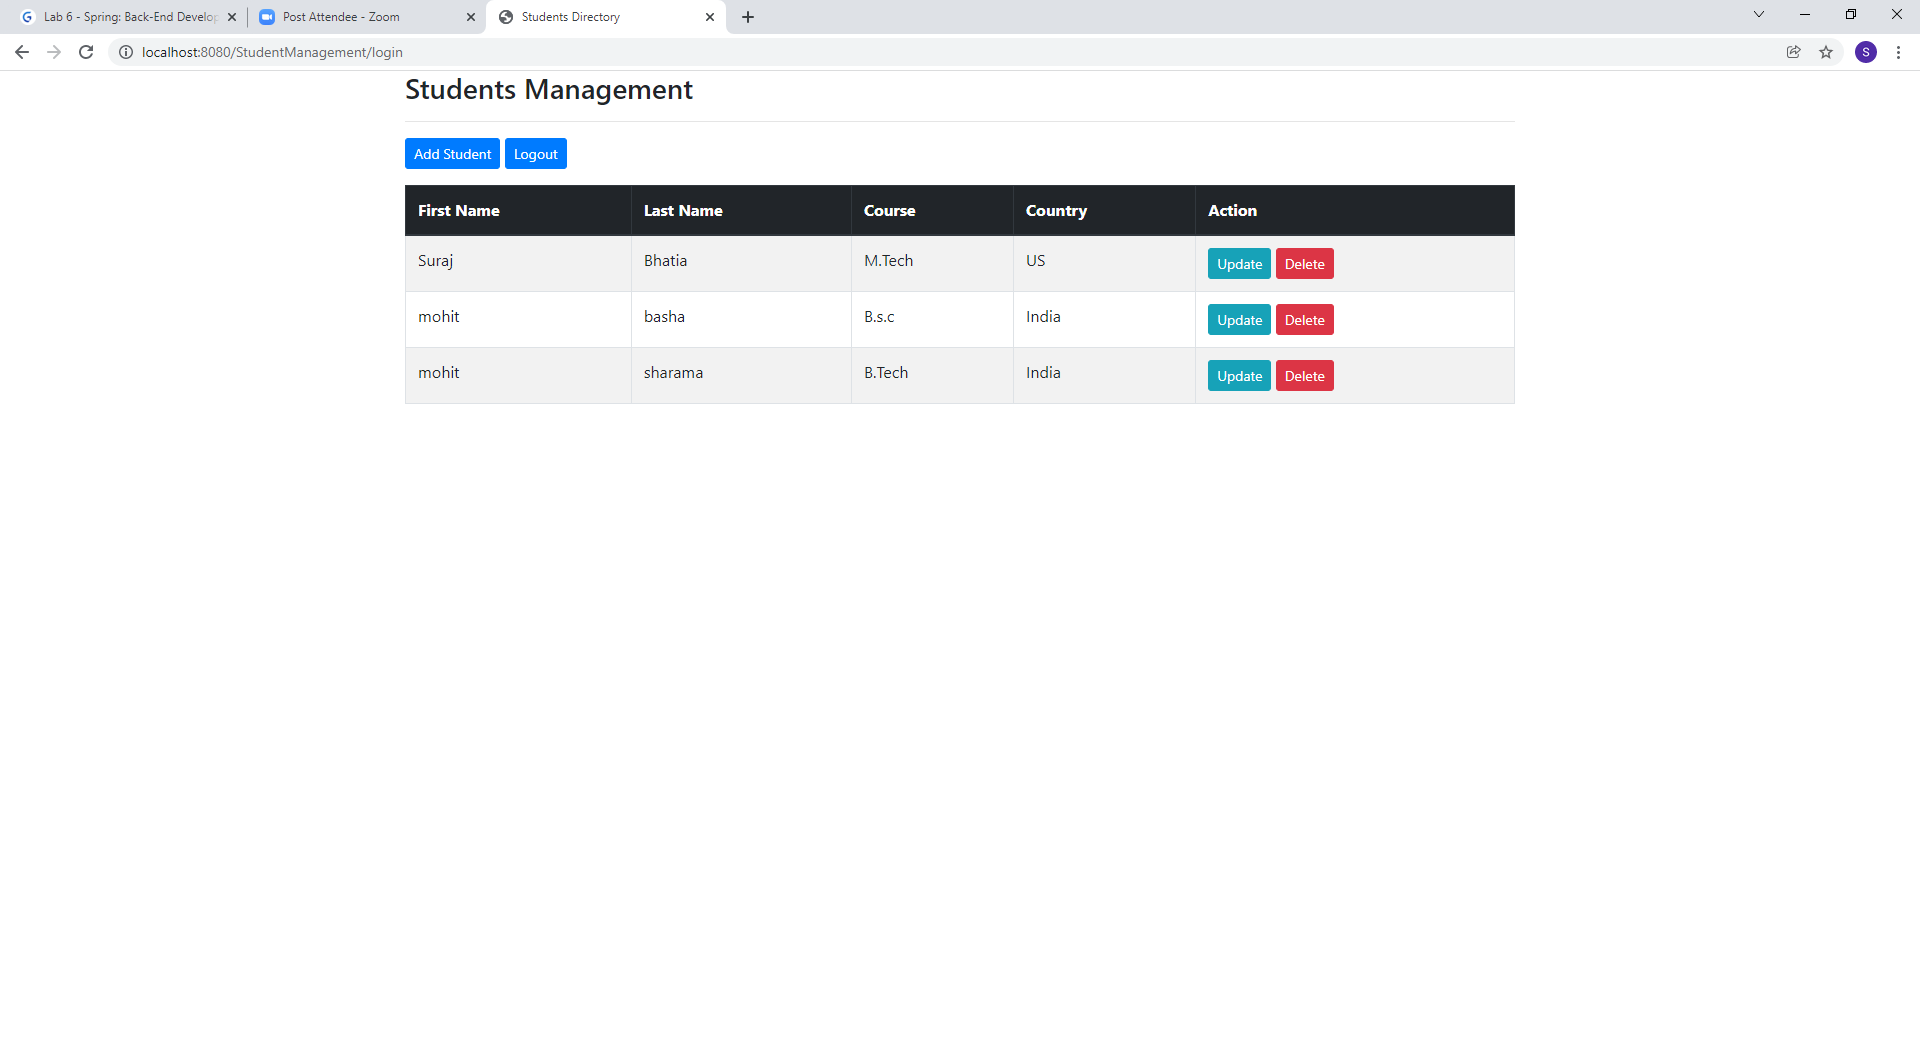 Lab 6 - Spring: Back-End Develop
Post Attendee - Zoom
Students Directory
localhost:8080/StudentManagement/login
S
Students Management
Add Student Logout
First Name Last Name Course Country Action
Suraj Bhatia M.Tech US Update Delete
mohit basha B.s.c India Update Delete
mohit sharama B.Tech India Update Delete